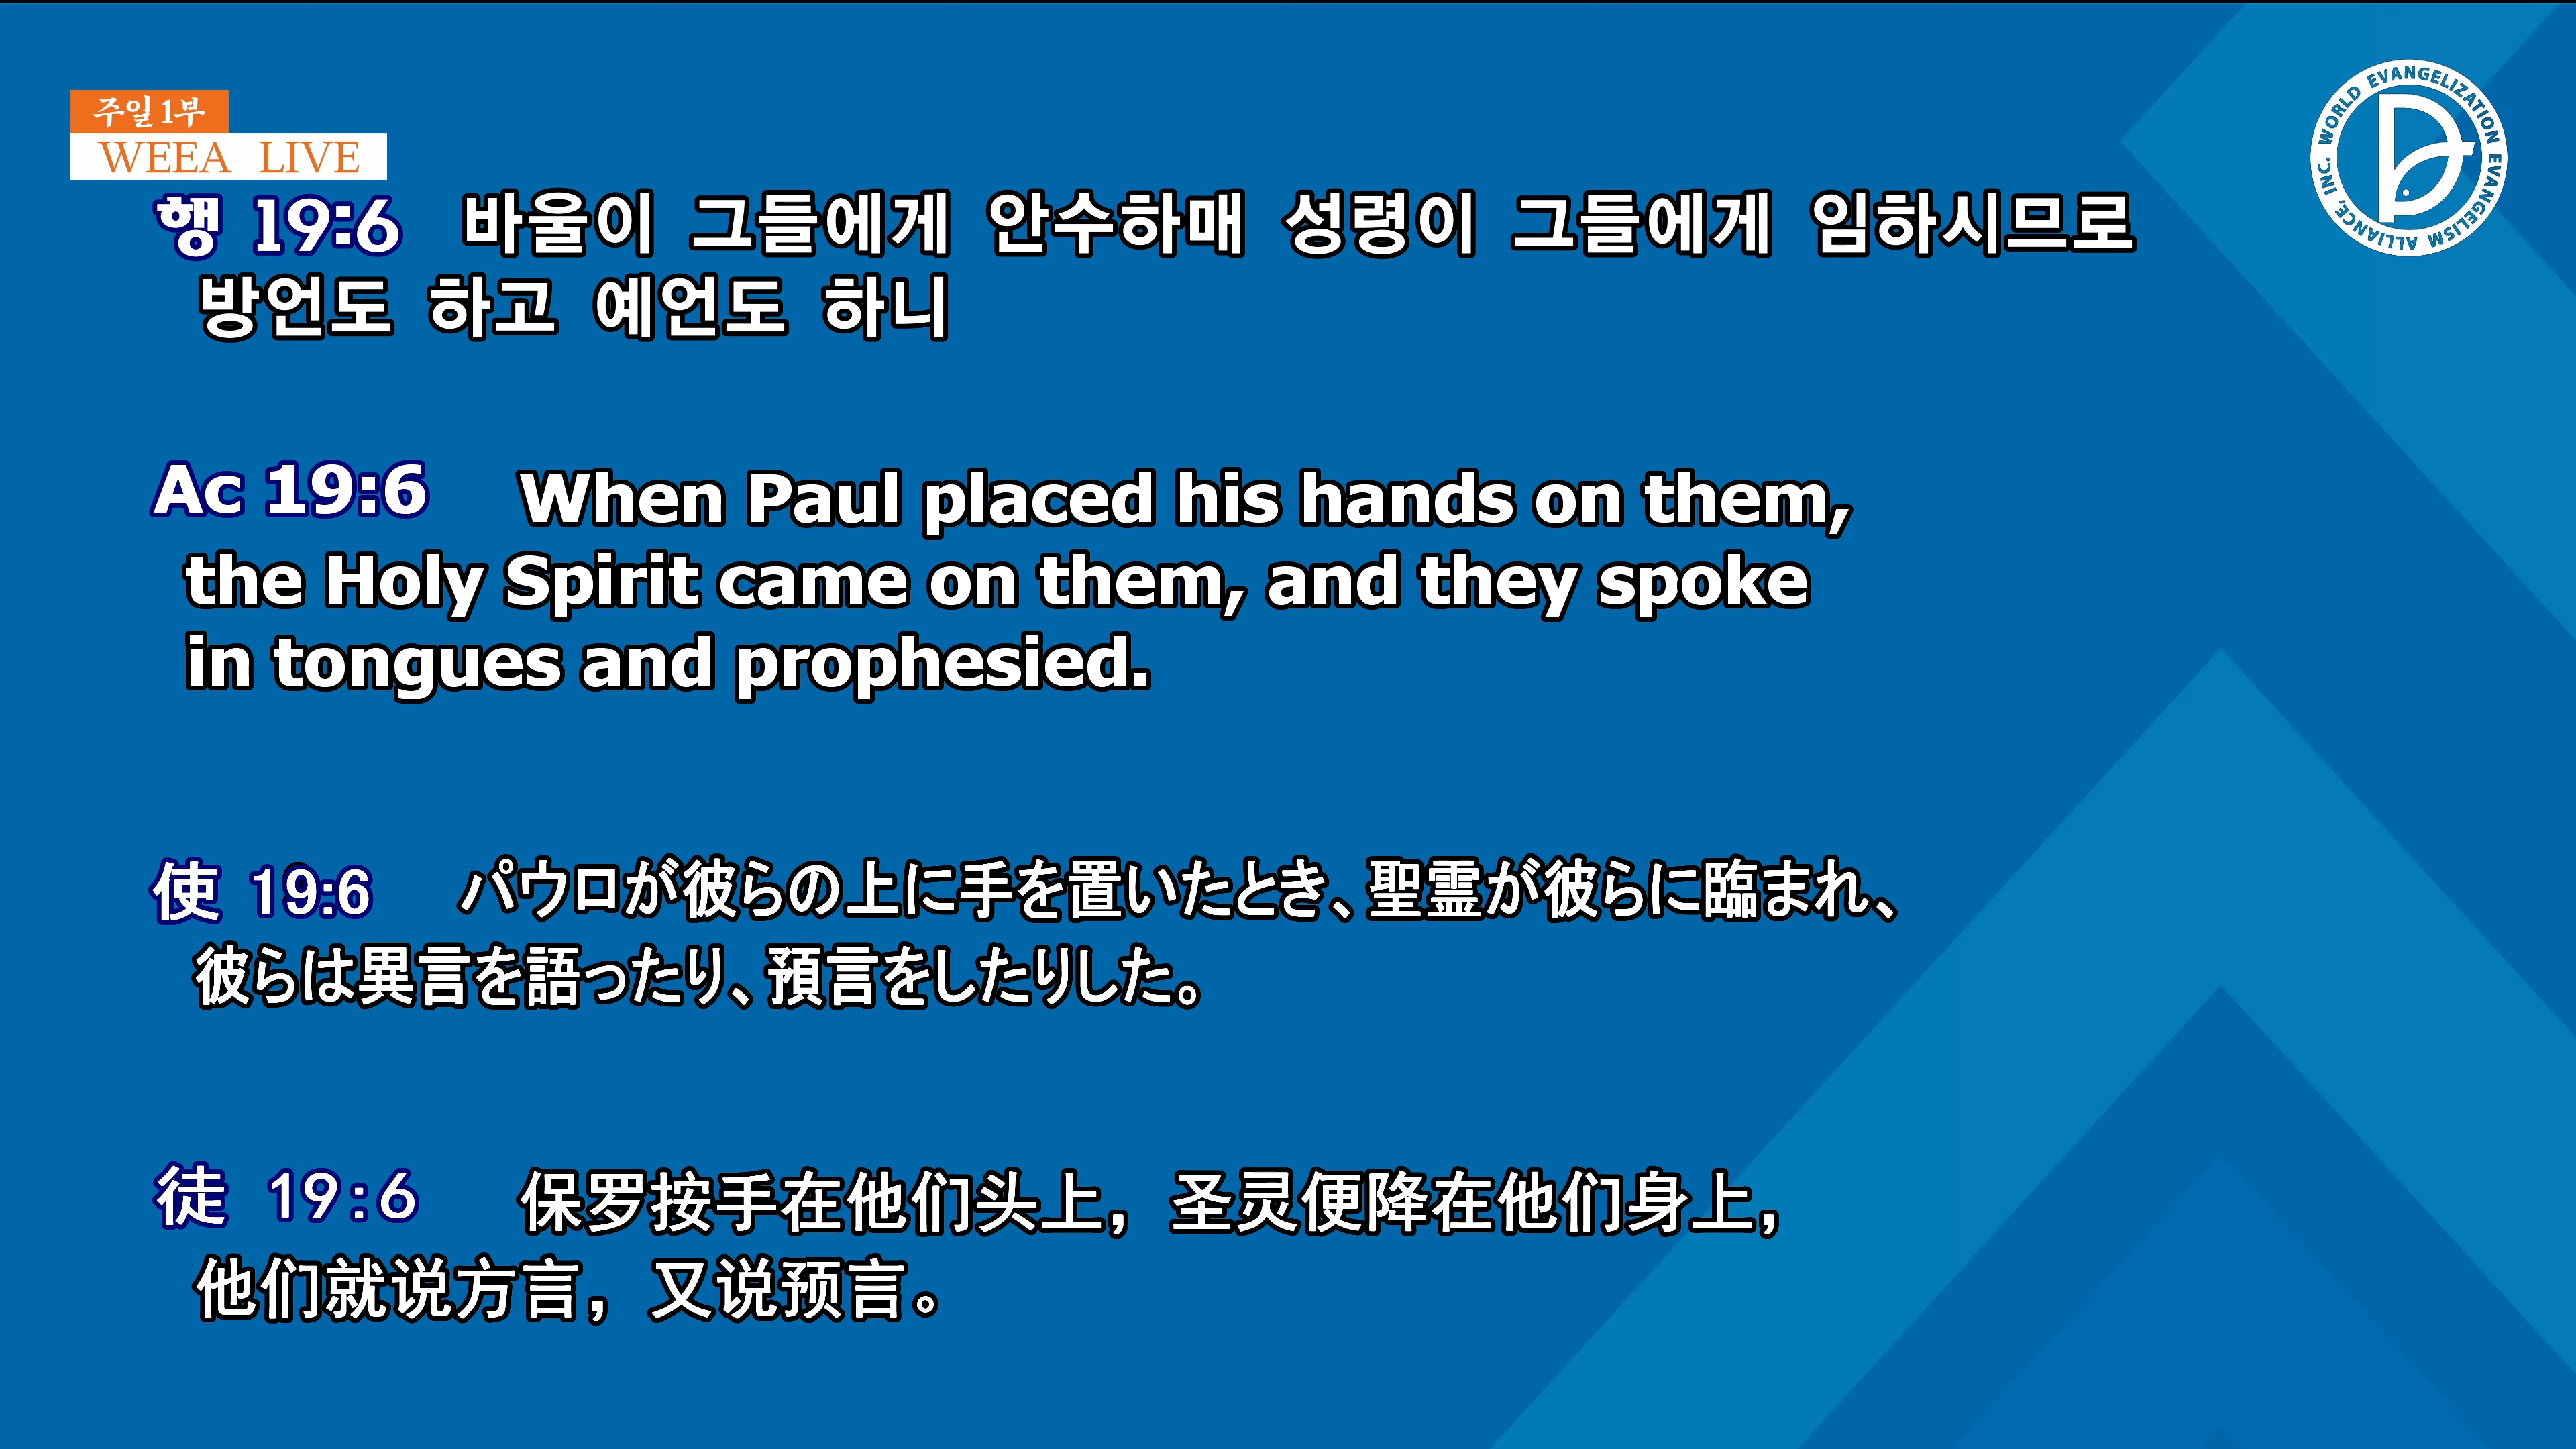 주일 1부
WEEA LIVE
WORLD EVANGELIZATION EVANGELISM ALLIANCE, INC.
행 19:6 바울이 그들에게 안수하매 성령이 그들에게 임하시므로
방언도 하고 예언도 하니
Ac 19:6 When Paul placed his hands on them,
the Holy Spirit came on them, and they spoke
in tongues and prophesied.
使 19:6 パウロが彼らの上に手を置いたとき、聖霊が彼らに臨まれ、
彼らは異言を語ったり、預言をしたりした。
徒 19:6 保罗按手在他们头上，圣灵便降在他们身上，
他们就说方言，又说预言。